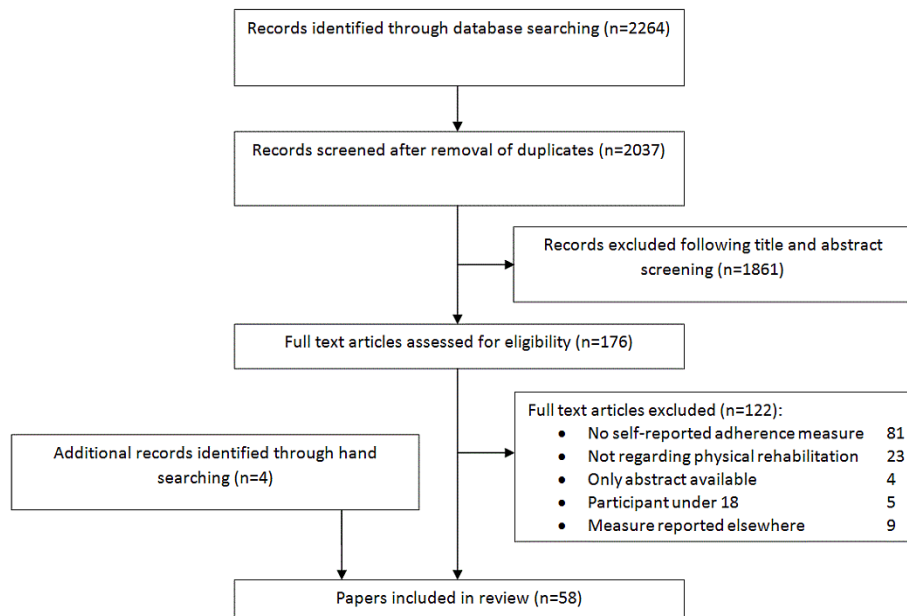 Records identified through database searching (n=2264)
Records screened after removal of duplicates (n=2037)
Records excluded following title and abstract
screening (n=1861)
Full text articles assessed for eligibility (n=176)
Full text articles excluded (n=122):
• No self-reported adherence measure 81
• Not regarding physical rehabilitation 23
• Only abstract available 4
• Participant under 18 5
• Measure reported elsewhere 9
Additional records identified through hand
searching (n=4)
Papers included in review (n=58)